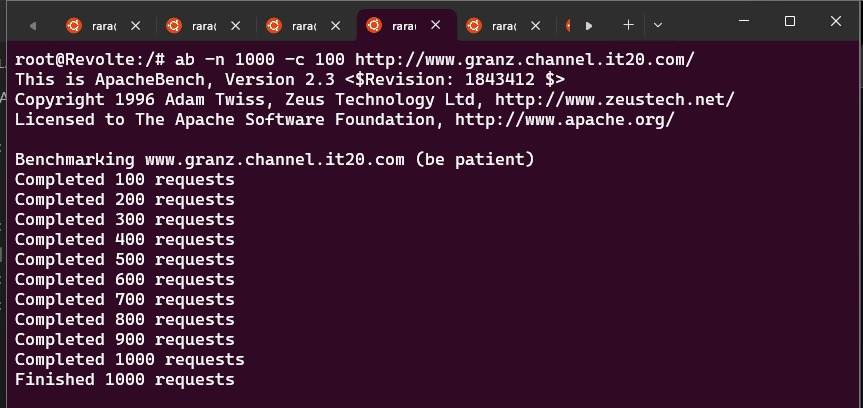 rara(
rara(
rara(
rara(
rara(
root@Revolte:/# ab -n 1000 -c 100 http://www.granz.channel.it20.com/
This is ApacheBench, Version 2.3 <$Revision: 1843412 $>
Copyright 1996 Adam Twiss, Zeus Technology Ltd, http://www.zeustech.net/
Licensed to The Apache Software Foundation, http://www.apache.org/
Benchmarking www.granz.channel.it20.com (be patient)
Completed 100 requests
Completed 200 requests
Completed 300 requests
Completed 400 requests
Completed 500 requests
Completed 600 requests
Completed 700 requests
Completed 800 requests
Completed 900 requests
Completed 1000 requests
Finished 1000 requests